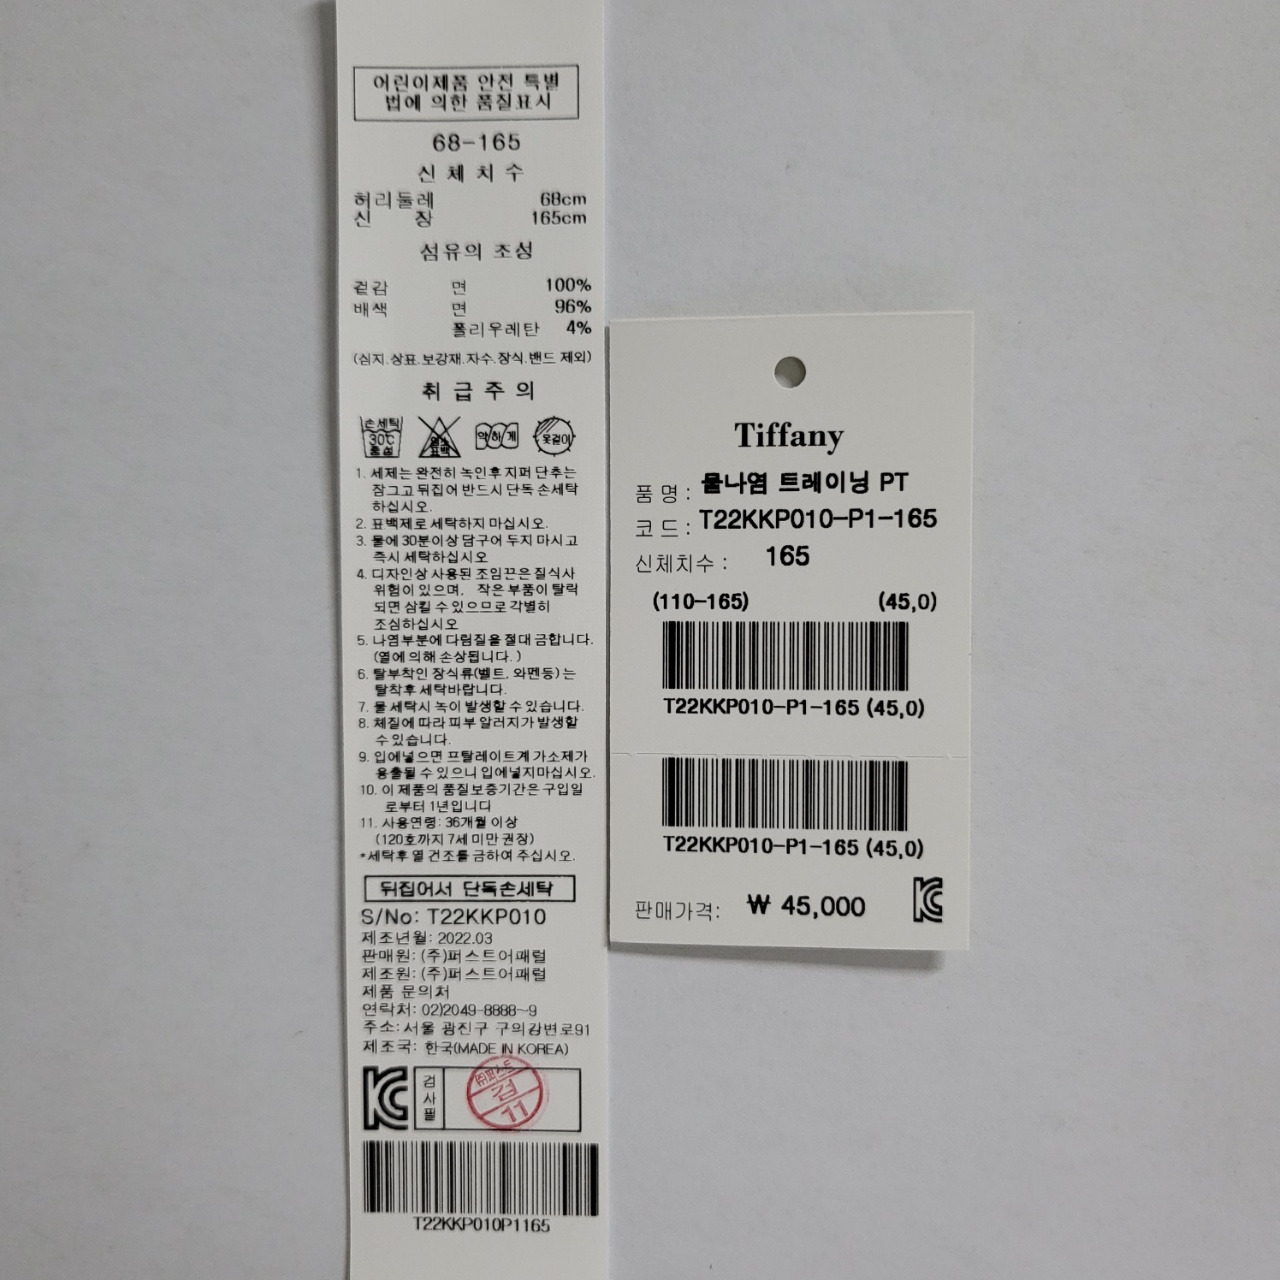 어린이제품 안전 특별
법에 의한 품질표시
68-165
신체치수
허리둘레 68cm
신 장 165cm
섬유의 조성
겉감 면 100%
배색 면 96%
폴리우레탄 4%
(심지.상표.보강재.자수.장식.밴드 제외)
취급주의
손세탁 30℃ 중성
염소 표백
약하게
옷걸이
1. 세제는 완전히 녹인후 지퍼 단추는
잠그고 뒤집어 반드시 단독 손세탁
하십시오.
2. 표백제로 세탁하지 마십시오.
3. 물에 30분이상 담구어 두지 마시고
즉시 세탁하십시오
4. 디자인상 사용된 조임끈은 질식사
위험이 있으며, 작은 부품이 탈락
되면 삼킬 수 있으므로 각별히
조심하십시오
5. 나염부분에 다림질을 절대 금합니다.
(열에 의해 손상됩니다.)
6. 탈부착인 장식류(벨트, 와펜등)는
탈착후 세탁바랍니다.
7. 물 세탁시 녹이 발생할 수 있습니다.
8. 체질에 따라 피부 알러지가 발생할
수 있습니다.
9. 입에넣으면 프탈레이트계 가소제가
용출될 수 있으니 입에넣지마십시오.
10. 이 제품의 품질보증기간은 구입일
로부터 1년입니다
11. 사용연령: 36개월 이상
(120호까지 7세 미만 권장)
*세탁후 열 건조를 금하여 주십시오.
뒤집어서 단독손세탁
S/No: T22KKP010
제조년월: 2022.03
판매원: (주)퍼스트어패럴
제조원: (주)퍼스트어패럴
제품 문의처
연락처: 02)2049-8888~9
주소: 서울 광진구 구의강변로91
제조국: 한국(MADE IN KOREA)
KC
검사필
㈜퍼스트
검
11
T22KKP010P1165
Tiffany
품 명 : 물나염 트레이닝 PT
코 드 : T22KKP010-P1-165
신체치수 : 165
(110-165) (45,0)
T22KKP010-P1-165 (45,0)
T22KKP010-P1-165 (45,0)
판매가격: ₩ 45,000
KC